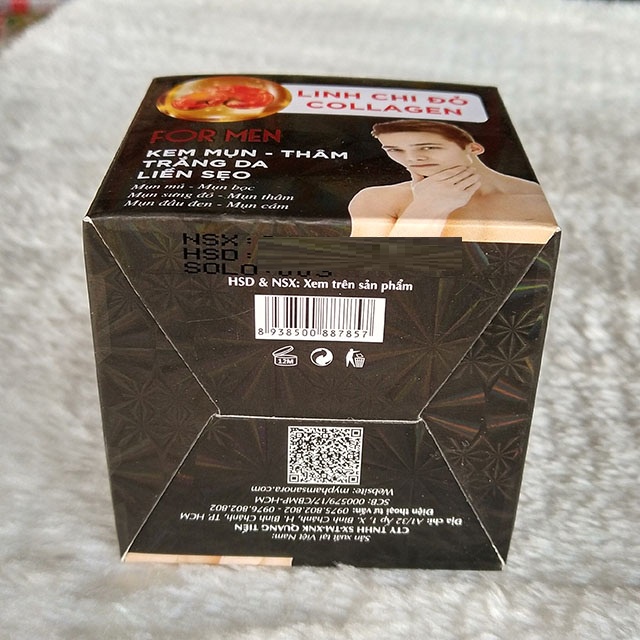 LINH CHI ĐỎ
COLLAGEN
FOR MEN
KEM MỤN - THÂM
TRẮNG DA
LIỀN SẸO
Mụn mủ - Mụn bọc
Mụn sưng đỏ - Mụn thâm
Mụn đầu đen - Mụn cám
NSX:
HSD:
SOLO:003
HSD & NSX: Xem trên sản phẩm
8 938500 887857
12M
Sản xuất tại Việt Nam:
CTY TNHH SX-TM-XNK QUANG TIẾN
Địa chỉ: A1/32 Ấp 1, X. Bình Chánh, H. Bình Chánh, TP. HCM
Điện thoại tư vấn: 0975.802.802 - 0976.802.802
SCB: 000579/17/CBMP-HCM
Website: myphamsanora.com